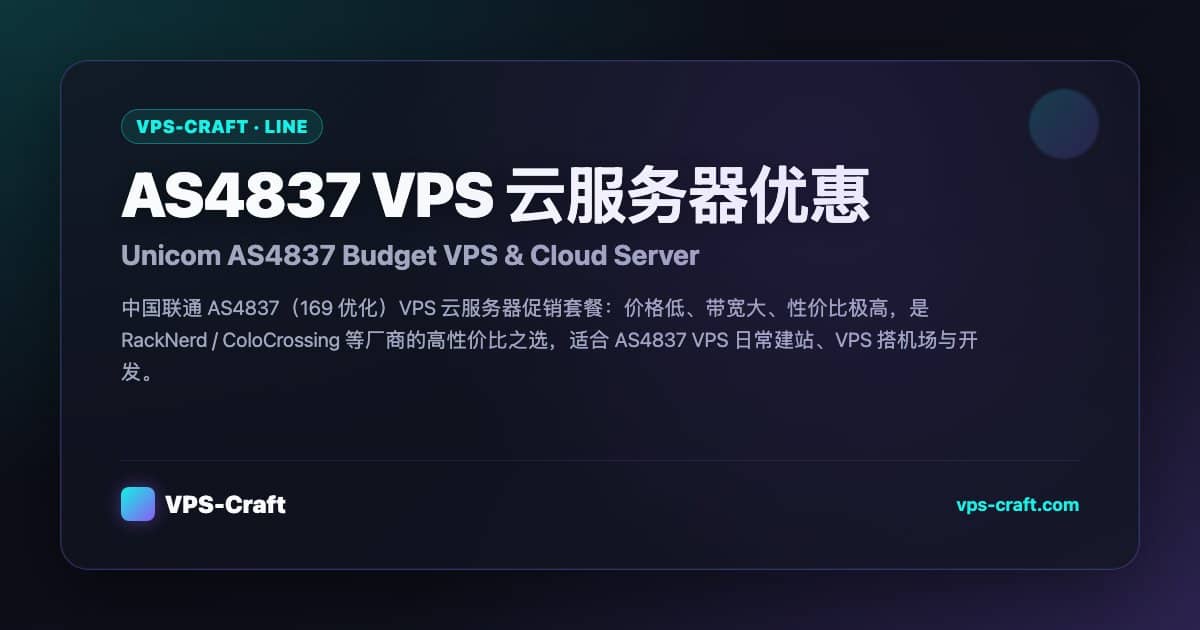 VPS-CRAFT · LINE
AS4837 VPS 云服务器优惠
Unicom AS4837 Budget VPS & Cloud Server
中国联通 AS4837（169 优化）VPS 云服务器促销套餐：价格低、带宽大、性价比极高，是
RackNerd / ColoCrossing 等厂商的高性价比之选，适合 AS4837 VPS 日常建站、VPS 搭机场与开
发。
VPS-Craft
vps-craft.com